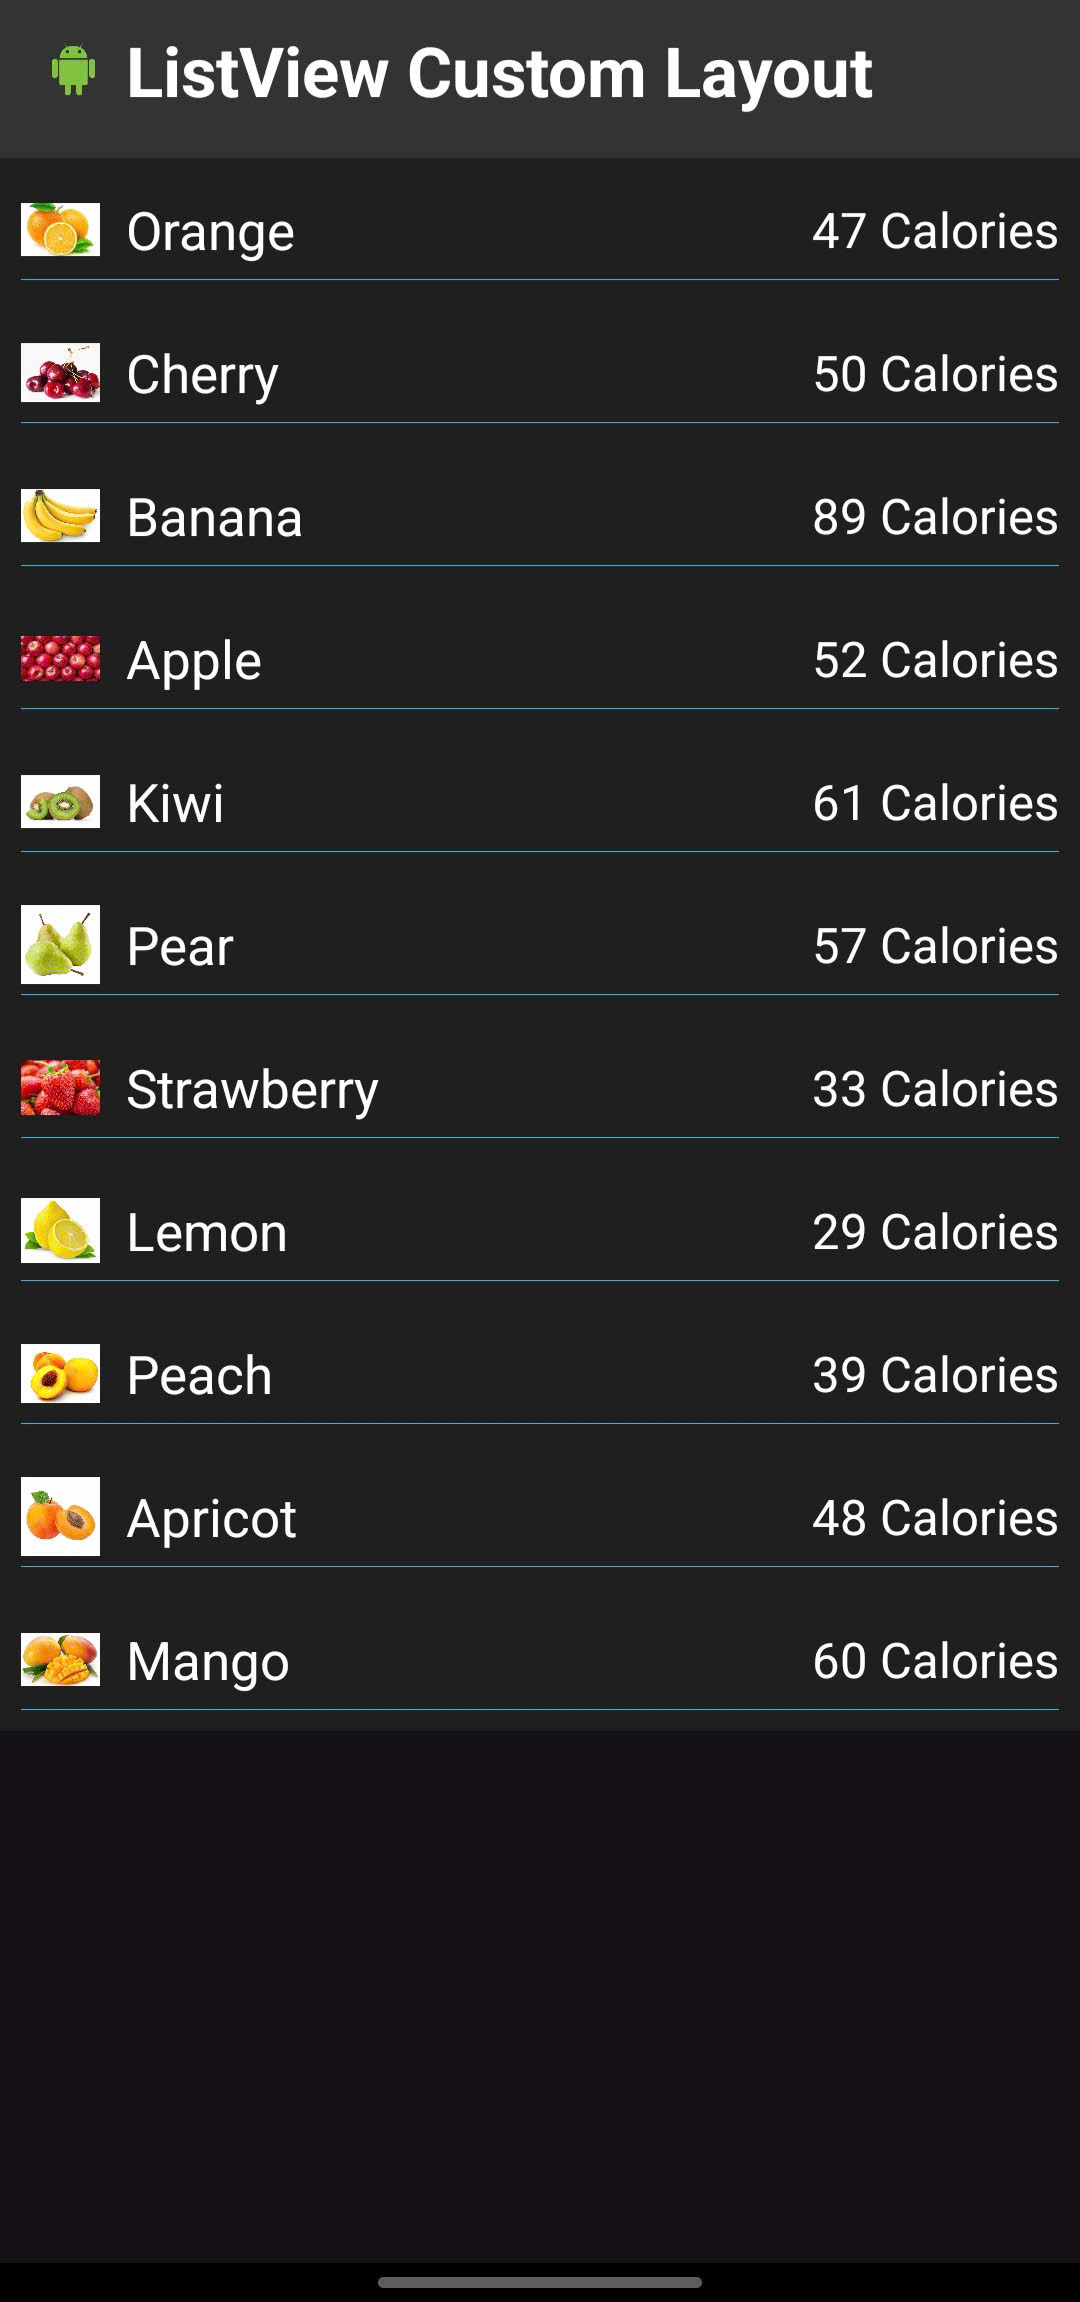 ListView Custom Layout
Orange 47 Calories
Cherry 50 Calories
Banana 89 Calories
Apple 52 Calories
Kiwi 61 Calories
Pear 57 Calories
Strawberry 33 Calories
Lemon 29 Calories
Peach 39 Calories
Apricot 48 Calories
Mango 60 Calories